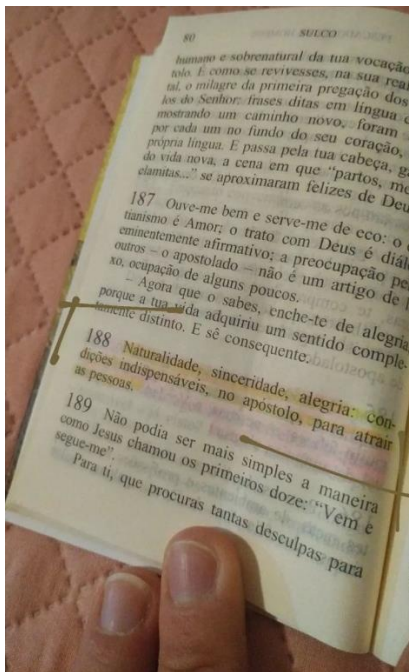 80 SULCO
humano e sobrenatural da tua vocação
tolo. É como se revivesses, na sua real
tal, o milagre da primeira pregação dos
los do Senhor: frases ditas em língua e
mostrando um caminho novo, foram
por cada um no fundo do seu coração,
própria língua. E passa pela tua cabeça, ga
do vida nova, a cena em que “partos, me
elamitas...” se aproximaram felizes de Deu
187 Ouve-me bem e serve-me de eco: o c
tianismo é Amor; o trato com Deus é diál
eminentemente afirmativo; a preocupação pe
outros – o apostolado – não é um artigo de l
xo, ocupação de alguns poucos.
– Agora que o sabes, enche-te de alegria,
porque a tua vida adquiriu um sentido comple-
tamente distinto. E sê consequente.
188 Naturalidade, sinceridade, alegria: con-
dições indispensáveis, no apóstolo, para atrair
as pessoas.
189 Não podia ser mais simples a maneira
como Jesus chamou os primeiros doze: “Vem e
segue-me”.
Para ti, que procuras tantas desculpas para